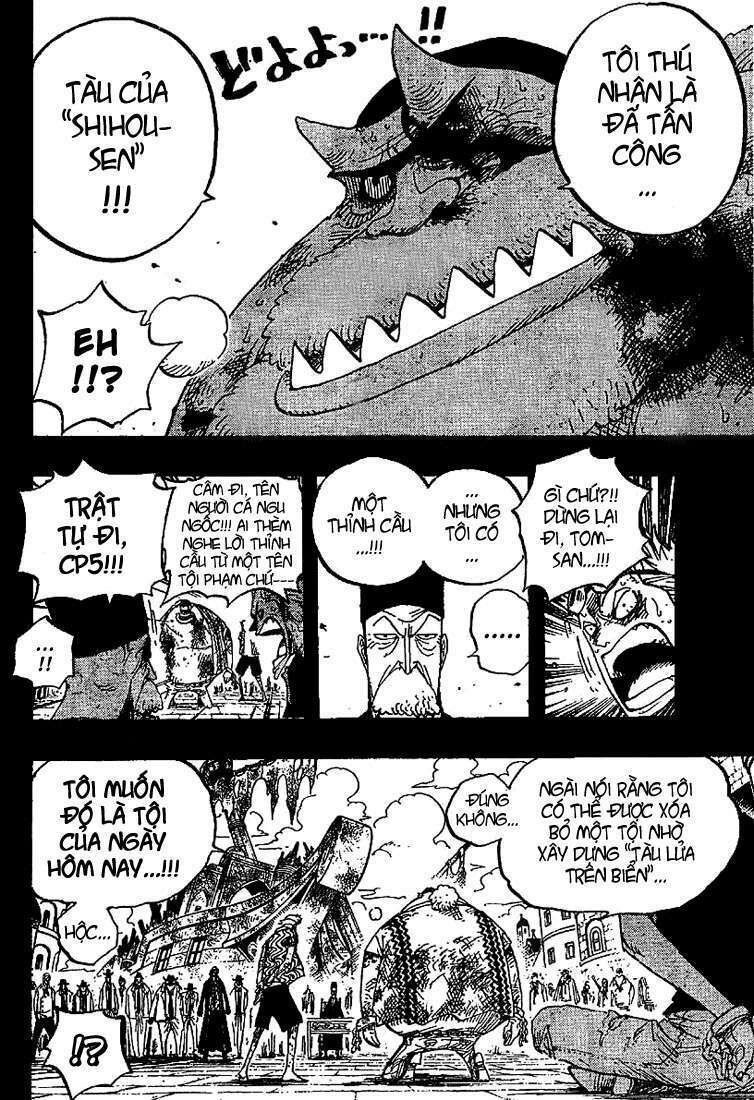 TÔI THÚ
NHÂN LÀ
ĐÃ TẤN
CÔNG
...
どよよっ…!!
TÀU CỦA
“SHIHOU-
SEN”
!!!
EH
!!?
GÌ CHỨ?!!
DỪNG LẠI
ĐI, TOM-
SAN...!!!
...
NHƯNG
TÔI CÓ
...
MỘT
THỈNH CẦU
...!!!
.....
CÂM ĐI, TÊN
NGƯỜI CÁ NGU
NGỐC!!! AI THÈM
NGHE LỜI THỈNH
CẦU TỪ MỘT TÊN
TỘI PHẠM CHỨ---
TRẬT
TỰ ĐI,
CP5!!!
...
!!
NGÀI NÓI RẰNG TÔI
CÓ THỂ ĐƯỢC XÓA
BỎ MỘT TỘI NHỜ
XÂY DỰNG “TÀU LỬA
TRÊN BIỂN”...
ĐÚNG
KHÔNG...
TÔI MUỐN
ĐÓ LÀ TỘI
CỦA NGÀY
HÔM NAY...!!!
HỘC...
!?